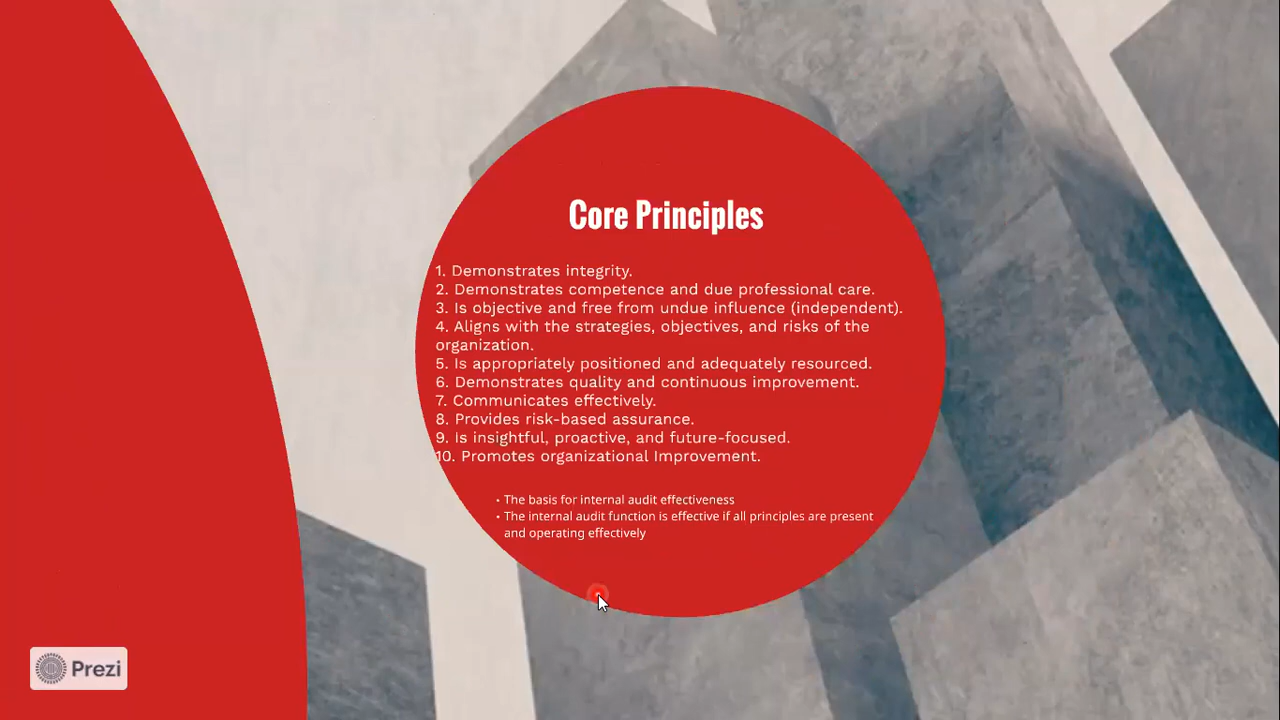 Core Principles
1. Demonstrates integrity.
2. Demonstrates competence and due professional care.
3. Is objective and free from undue influence (independent).
4. Aligns with the strategies, objectives, and risks of the
organization.
5. Is appropriately positioned and adequately resourced.
6. Demonstrates quality and continuous improvement.
7. Communicates effectively.
8. Provides risk-based assurance.
9. Is insightful, proactive, and future-focused.
10. Promotes organizational Improvement.
• The basis for internal audit effectiveness
• The internal audit function is effective if all principles are present
and operating effectively
Prezi